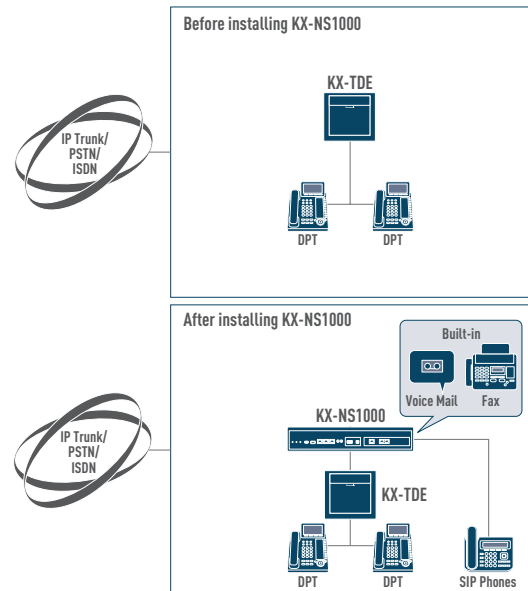 Before installing KX-NS1000
KX-TDE
IP Trunk/
PSTN/
ISDN
DPT
DPT
After installing KX-NS1000
Built-in
Voice Mail
Fax
KX-NS1000
IP Trunk/
PSTN/
ISDN
KX-TDE
DPT
DPT
SIP Phones